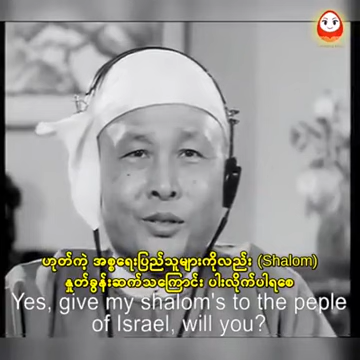 ဟုတ်ကဲ့ အစ္စရေးပြည်သူများကိုလည်း (Shalom)
နှုတ်ခွန်းဆက်သကြောင်း ပါးလိုက်ပါရစေ
Yes, give my shalom's to the peple
of Israel, will you?